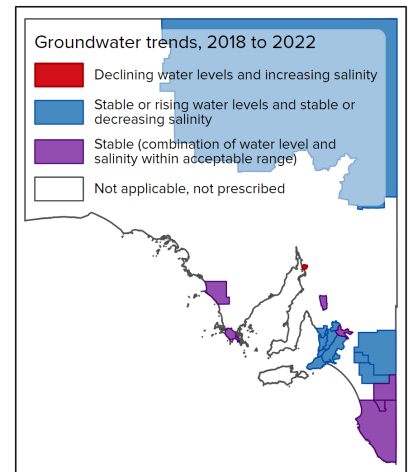 Groundwater trends, 2018 to 2022
Declining water levels and increasing salinity
Stable or rising water levels and stable or
decreasing salinity
Stable (combination of water level and
salinity within acceptable range)
Not applicable, not prescribed